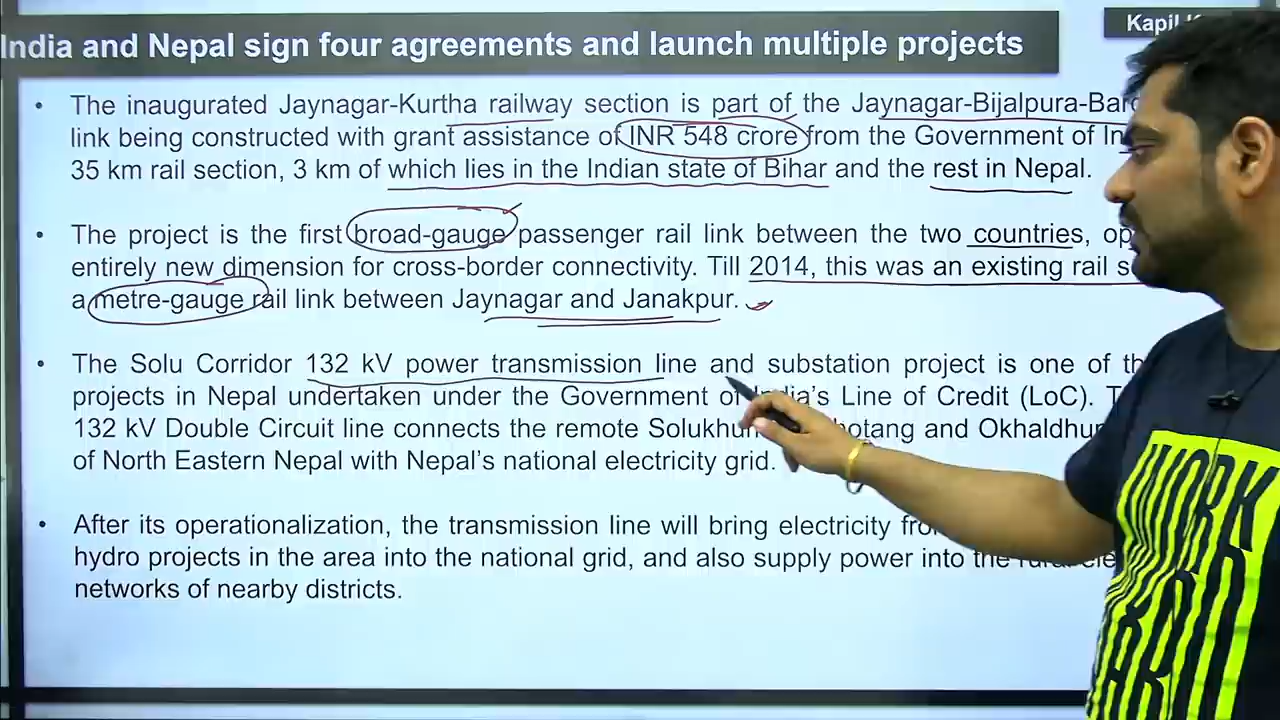 India and Nepal sign four agreements and launch multiple projects
Kapil
• The inaugurated Jaynagar-Kurtha railway section is part of the Jaynagar-Bijalpura-
link being constructed with grant assistance of INR 548 crore from the Government of
35 km rail section, 3 km of which lies in the Indian state of Bihar and the rest in Nepal.
• The project is the first broad-gauge passenger rail link between the two countries,
entirely new dimension for cross-border connectivity. Till 2014, this was an existing rail
a metre-gauge rail link between Jaynagar and Janakpur.
• The Solu Corridor 132 kV power transmission line and substation project is one of
projects in Nepal undertaken under the Government of India's Line of Credit (LoC).
132 kV Double Circuit line connects the remote and
of North Eastern Nepal with Nepal's national electricity grid.
• After its operationalization, the transmission line will bring electricity
hydro projects in the area into the national grid, and also supply power into the
networks of nearby districts.
WORK